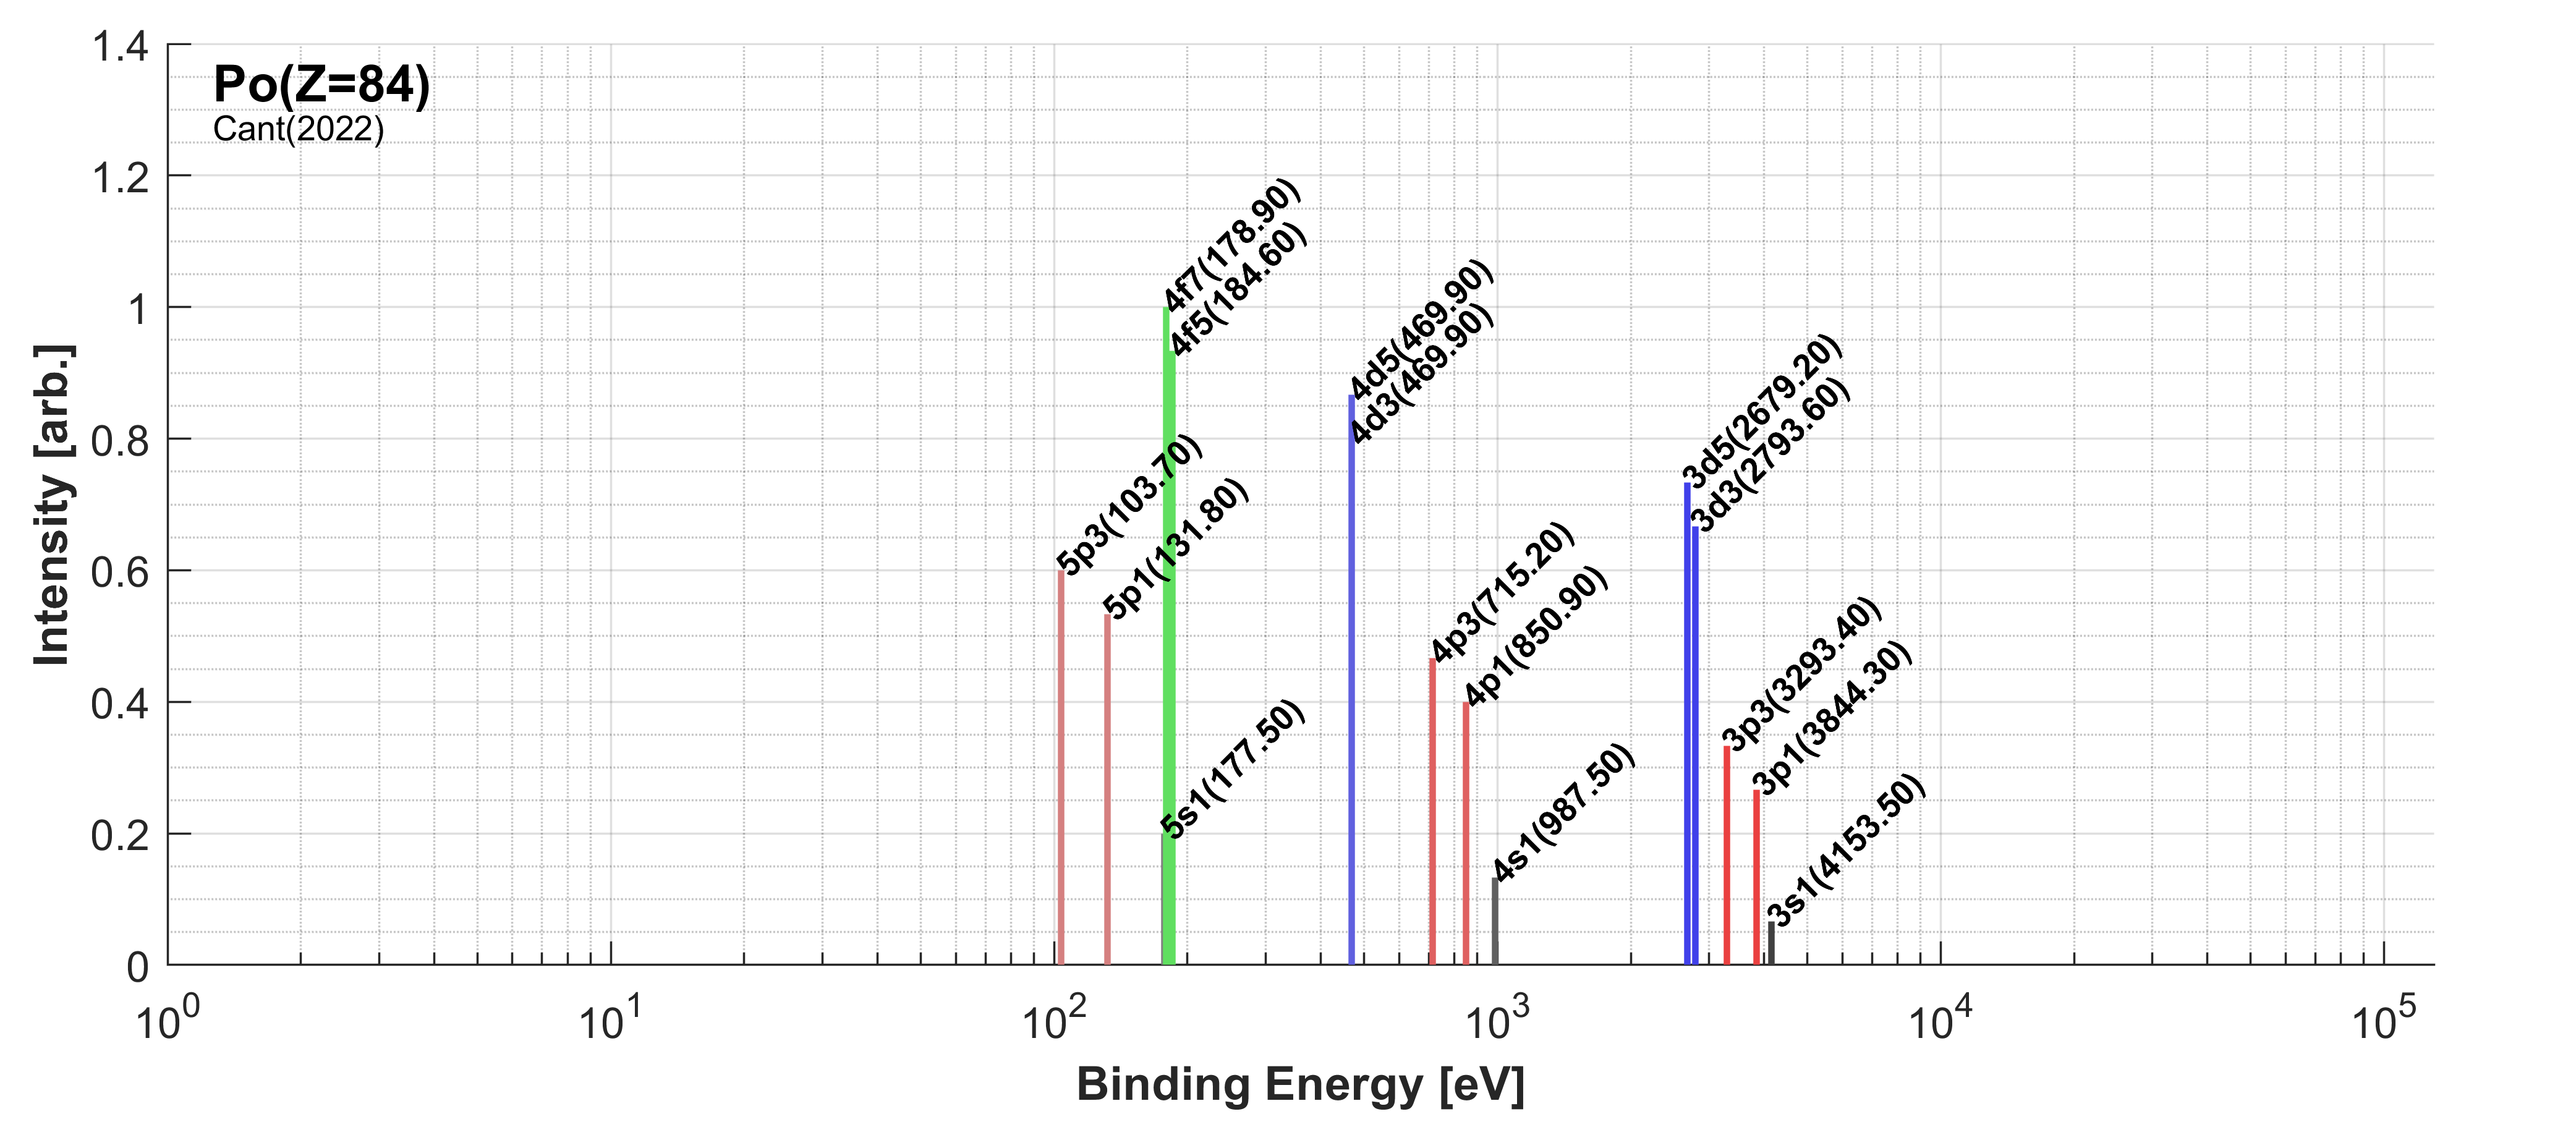 Po(Z=84)
Cant(2022)
Intensity [arb.]
1.4
1.2
1
0.8
0.6
0.4
0.2
0
4f7(178.90)
4f5(184.60)
4d5(469.90)
4d3(469.90)
3d5(2679.20)
3d3(2793.60)
5p3(103.70)
5p1(131.80)
4p3(715.20)
4p1(850.90)
3p3(3293.40)
3p1(3844.30)
5s1(177.50)
4s1(987.50)
3s1(4153.50)
10^0 10^1 10^2 10^3 10^4 10^5
Binding Energy [eV]